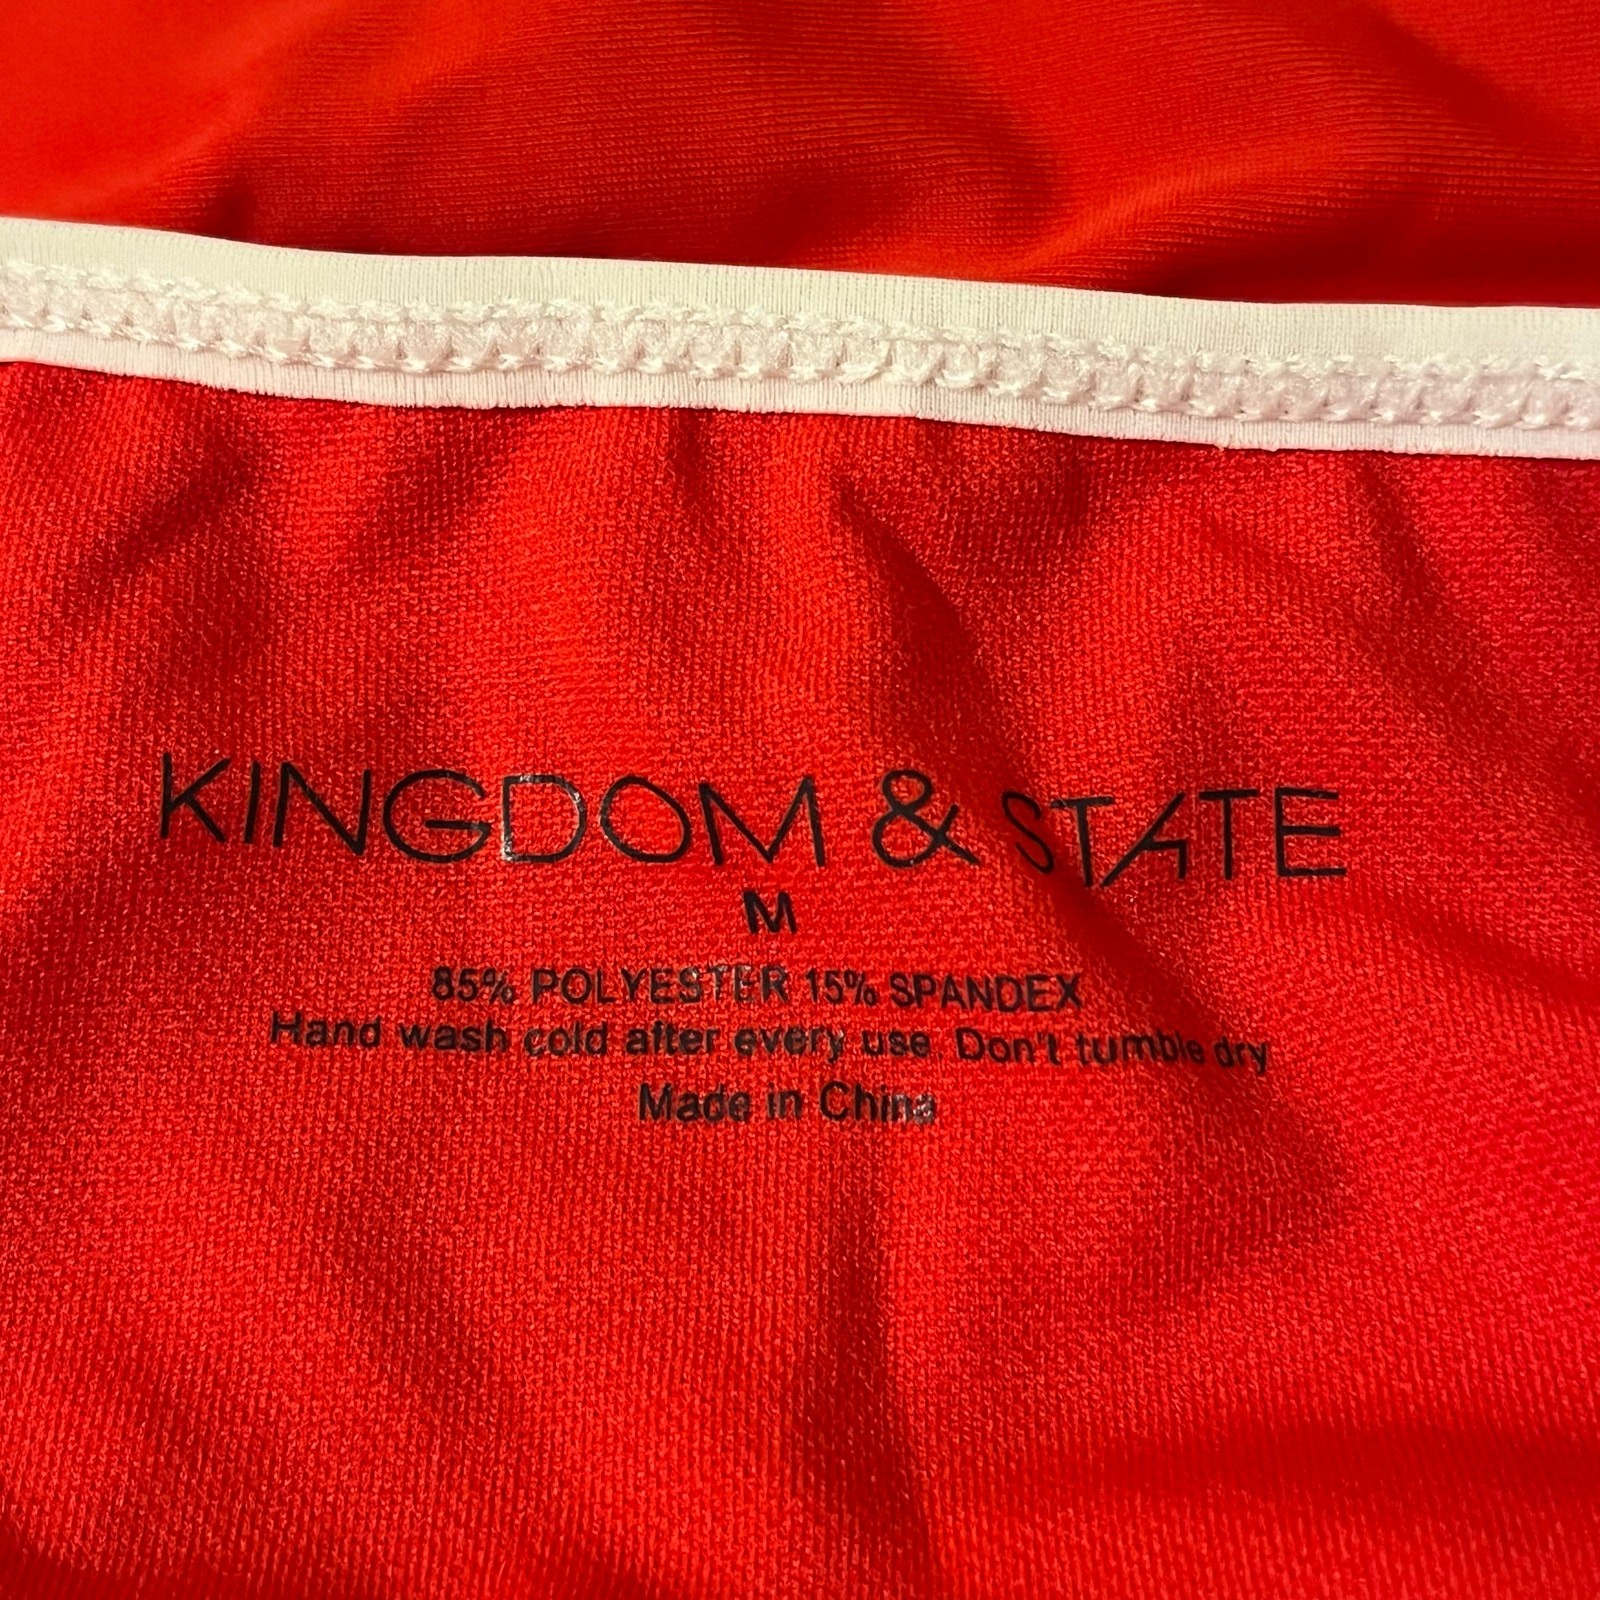 KINGDOM & STATE
M
85% POLYESTER 15% SPANDEX
Hand wash cold after every use. Don't tumble dry
Made in China